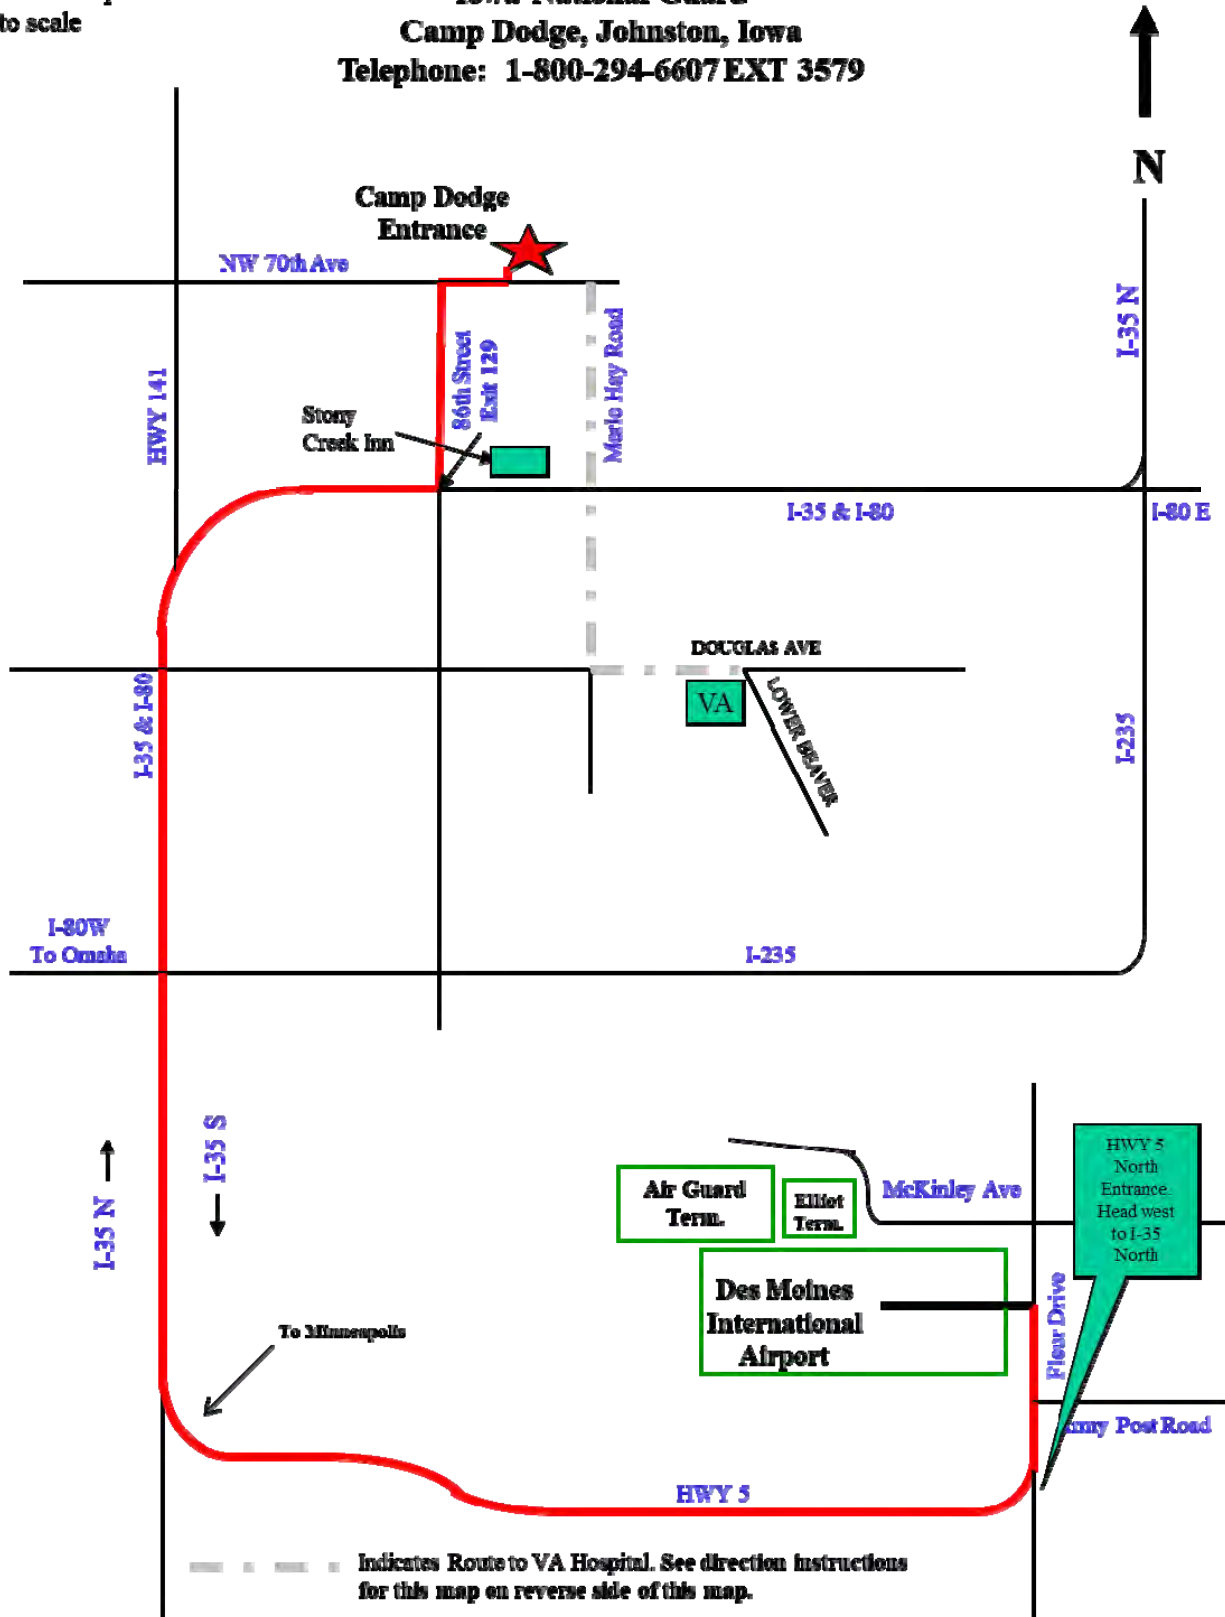 to scale
Iowa National Guard
Camp Dodge, Johnston, Iowa
Telephone: 1-800-294-6607 EXT 3579
N
Camp Dodge
Entrance
NW 70th Ave
I-35 N
HWY 141
86th Street
Exit 129
Merle Hay Road
Stony
Creek Inn
I-35 & I-80
I-80 E
DOUGLAS AVE
VA
LOWER BEAVER
I-35 & I-80
I-235
I-80W
To Omaha
I-235
I-35 N
I-35 S
Air Guard
Term.
Elliot
Term.
McKinley Ave
HWY 5
North
Entrance.
Head west
to I-35
North
Des Moines
International
Airport
Fleur Drive
To Minneapolis
Army Post Road
HWY 5
Indicates Route to VA Hospital. See direction instructions
for this map on reverse side of this map.